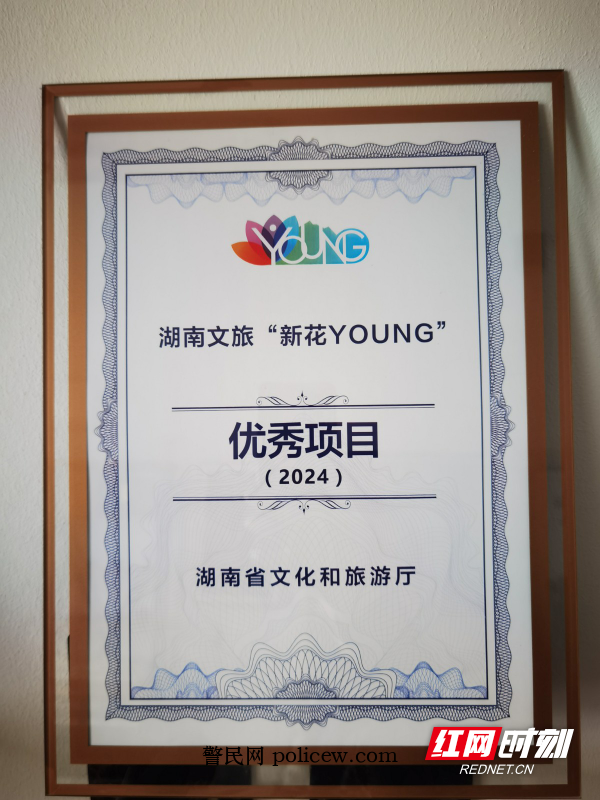 YOUNG
湖南文旅“新花YOUNG”
优秀项目
（2024）
湖南省文化和旅游厅
警民网 policew.com
红网时刻
REDNET.CN